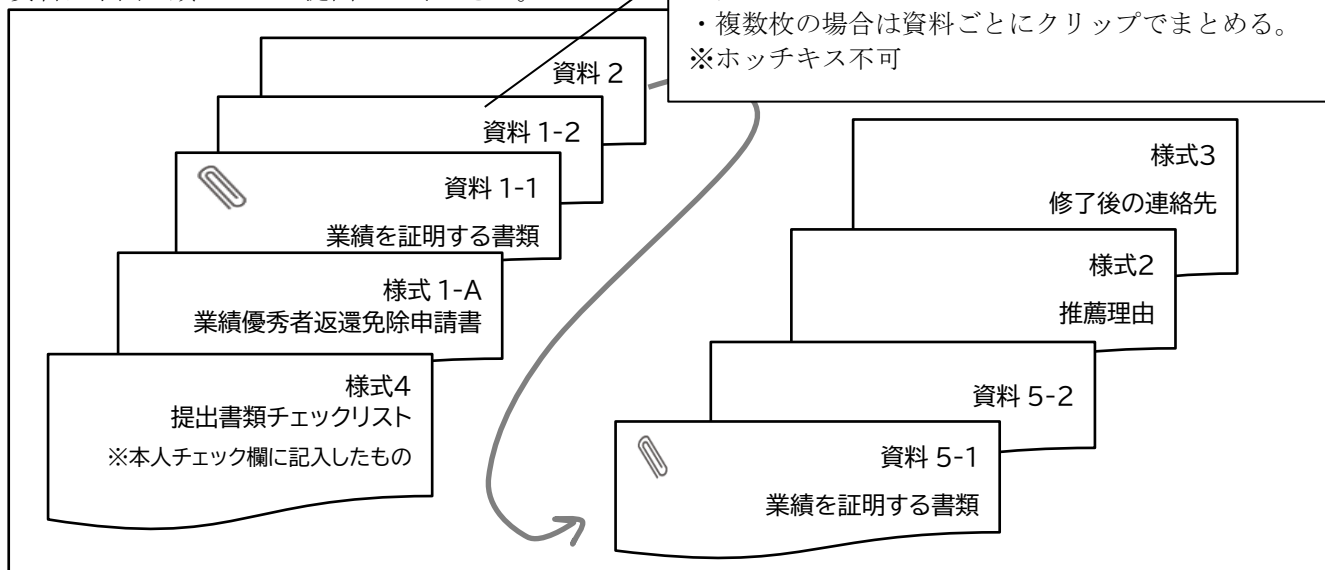 ・複数枚の場合は資料ごとにクリップでまとめる。
※ホッチキス不可
資料 2
資料 1-2
資料 1-1
業績を証明する書類
様式 1-A
業績優秀者返還免除申請書
様式4
提出書類チェックリスト
※本人チェック欄に記入したもの
様式3
修了後の連絡先
様式2
推薦理由
資料 5-2
資料 5-1
業績を証明する書類